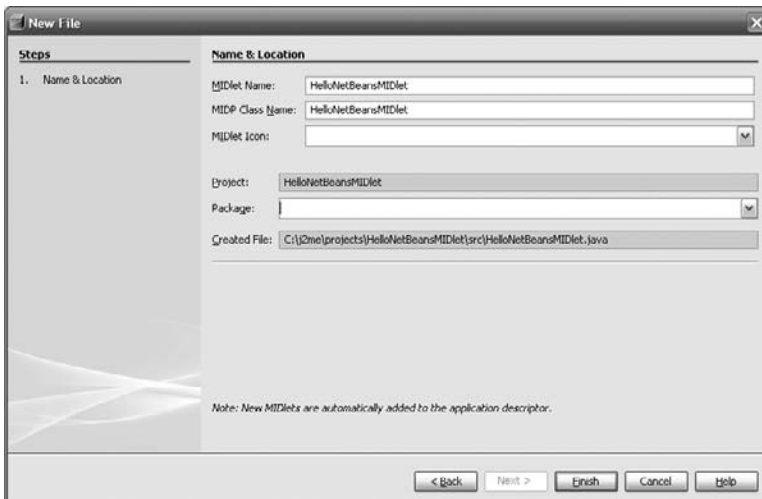 New File
Steps
1. Name & Location
Name & Location
MIDlet Name: HelloNetBeansMIDlet
MIDP Class Name: HelloNetBeansMIDlet
MIDlet Icon:
Project: HelloNetBeansMIDlet
Package:
Created File: C:\j2me\projects\HelloNetBeansMIDlet\src\HelloNetBeansMIDlet.java
Note: New MIDlets are automatically added to the application descriptor.
< Back Next > Finish Cancel Help